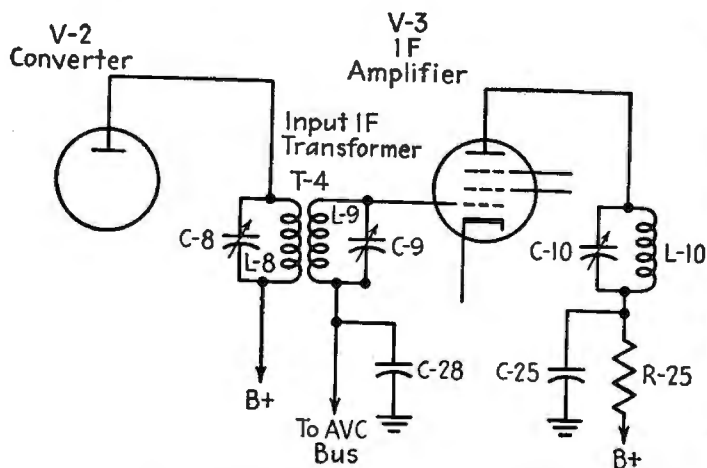 V-2
Converter
V-3
IF
Amplifier
Input IF
Transformer
T-4
L-9
C-8
L-8
C-9
C-10
L-10
C-28
C-25
R-25
B+
To AVC
Bus
B+